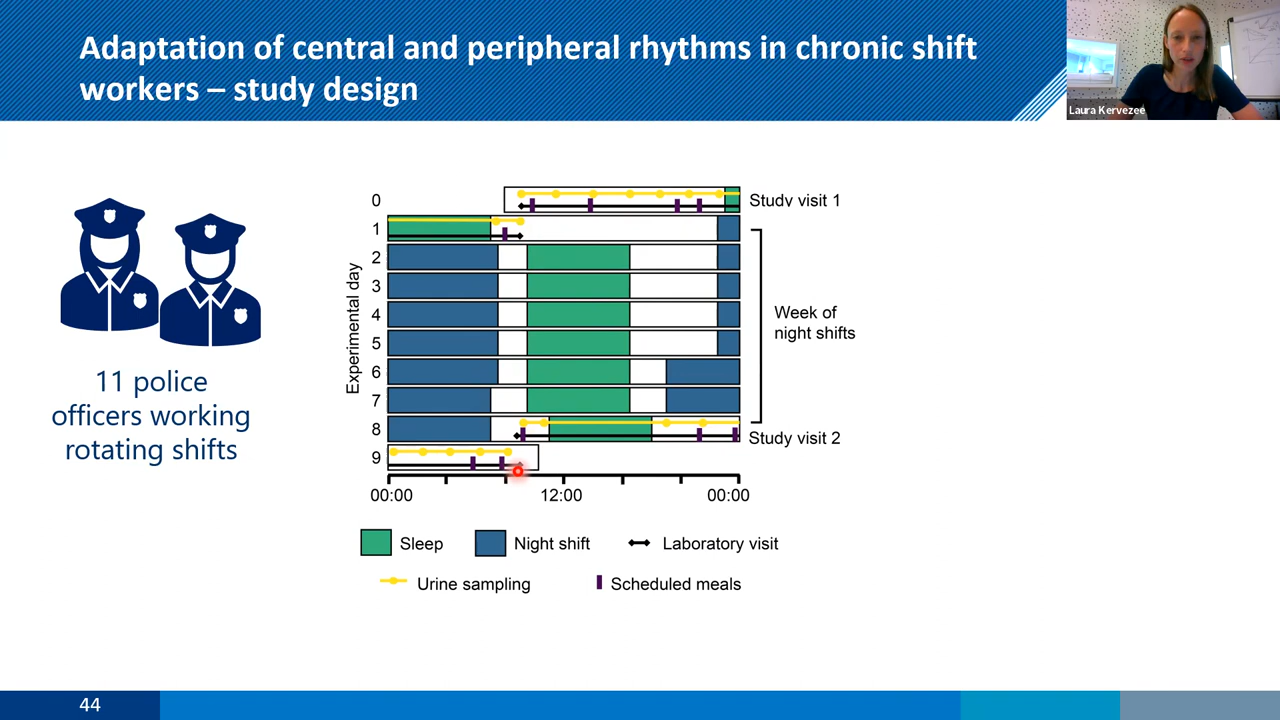 Adaptation of central and peripheral rhythms in chronic shift
workers – study design
Laura Kervezee
11 police
officers working
rotating shifts
Experimental day
0
1
2
3
4
5
6
7
8
9
Study visit 1
Week of
night shifts
Study visit 2
00:00
12:00
00:00
Sleep
Night shift
Laboratory visit
Urine sampling
Scheduled meals
44